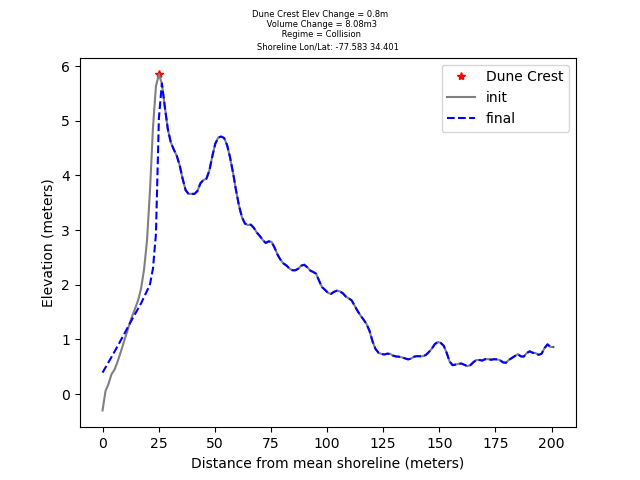 Dune Crest Elev Change = 0.8m
Volume Change = 8.08m3
Regime = Collision
Shoreline Lon/Lat: -77.583 34.401
Dune Crest
init
final
6
5
4
3
2
1
0
Elevation (meters)
0 25 50 75 100 125 150 175 200
Distance from mean shoreline (meters)